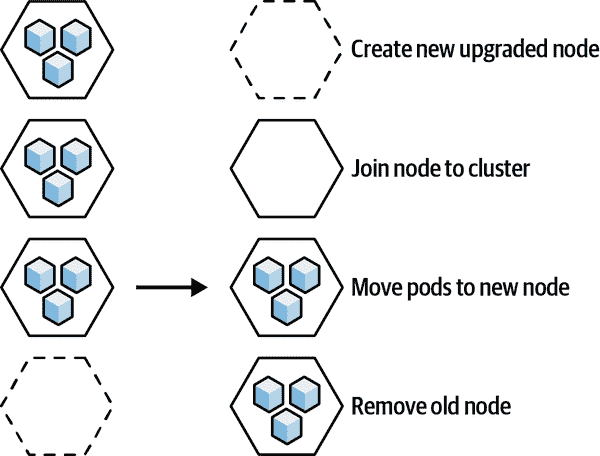 Create new upgraded node
Join node to cluster
Move pods to new node
Remove old node